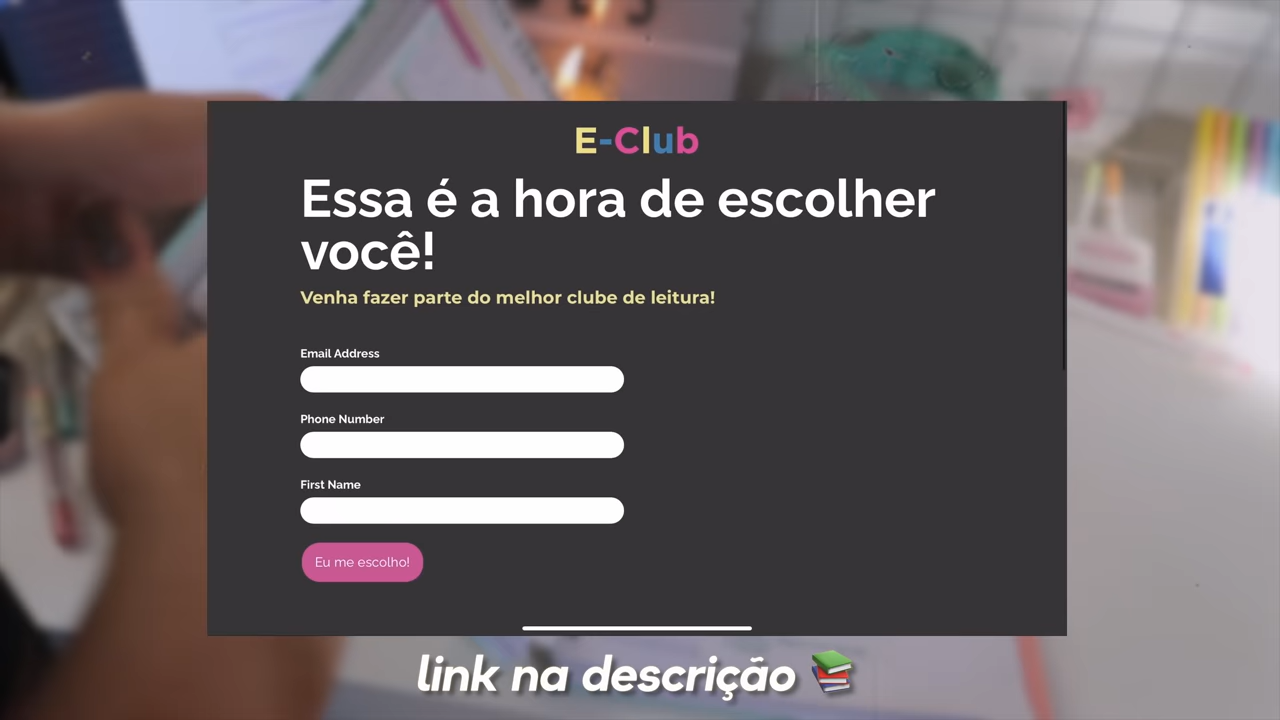 E-Club
Essa é a hora de escolher
você!
Venha fazer parte do melhor clube de leitura!
Email Address
Phone Number
First Name
Eu me escolho!
link na descrição 📚